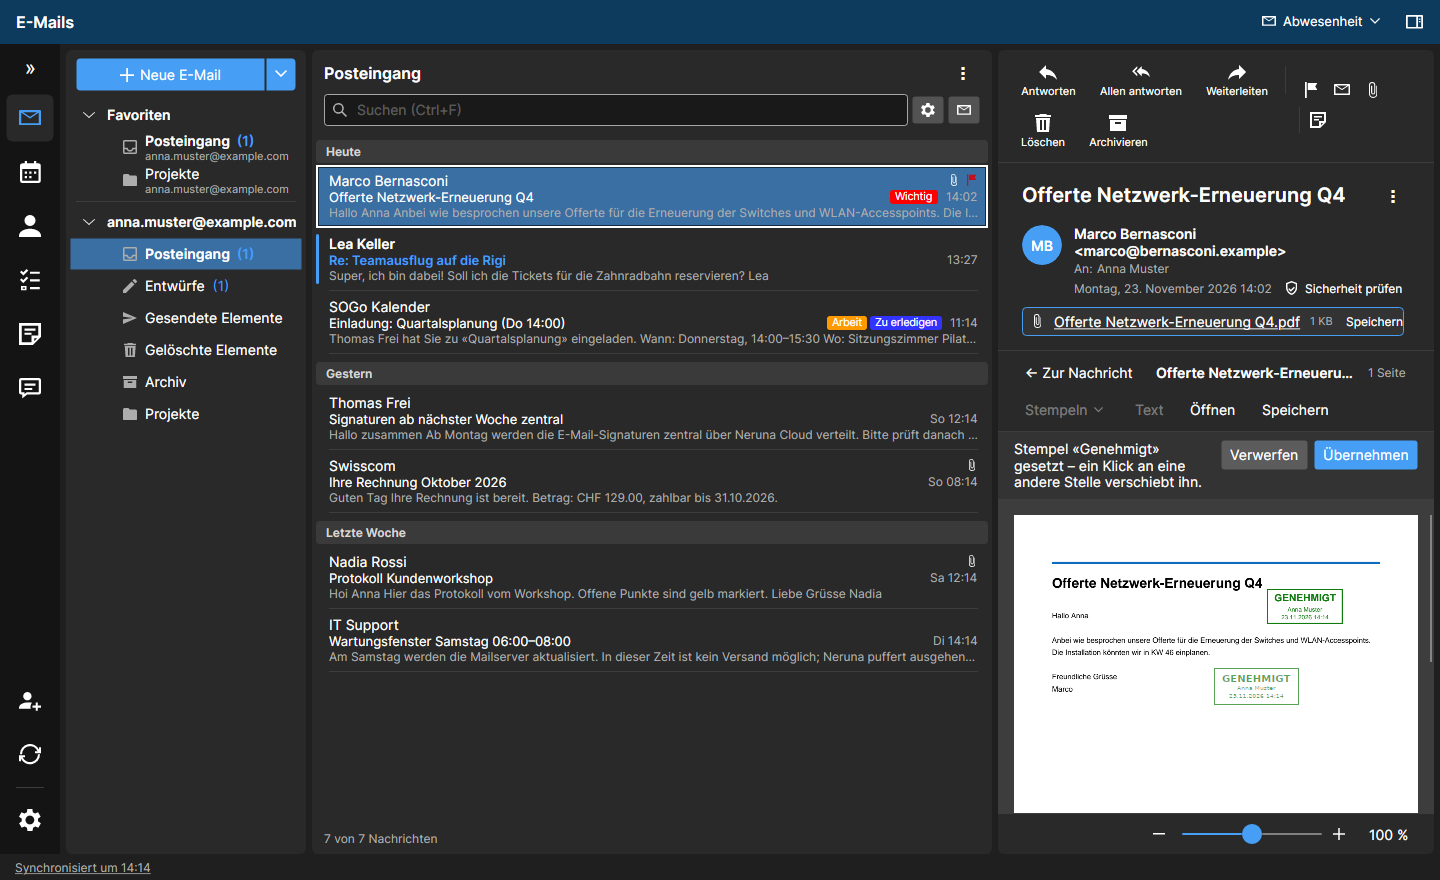 E-Mails
Abwesenheit
Neue E-Mail
Favoriten
Posteingang (1)
anna.muster@example.com
Projekte
anna.muster@example.com
anna.muster@example.com
Posteingang (1)
Entwürfe (1)
Gesendete Elemente
Gelöschte Elemente
Archiv
Projekte
Synchronisiert um 14:14
Posteingang
Suchen (Ctrl+F)
Heute
Marco Bernasconi
Offerte Netzwerk-Erneuerung Q4 Wichtig 14:02
Hallo Anna Anbei wie besprochen unsere Offerte für die Erneuerung der Switches und WLAN-Accesspoints. Die I...
Lea Keller
Re: Teamausflug auf die Rigi 13:27
Super, ich bin dabei! Soll ich die Tickets für die Zahnradbahn reservieren? Lea
SOGo Kalender
Einladung: Quartalsplanung (Do 14:00) Arbeit Zu erledigen 11:14
Thomas Frei hat Sie zu «Quartalsplanung» eingeladen. Wann: Donnerstag, 14:00–15:30 Wo: Sitzungszimmer Pilat...
Gestern
Thomas Frei
Signaturen ab nächster Woche zentral So 12:14
Hallo zusammen Ab Montag werden die E-Mail-Signaturen zentral über Neruna Cloud verteilt. Bitte prüft danach ...
Swisscom
Ihre Rechnung Oktober 2026 So 08:14
Guten Tag Ihre Rechnung ist bereit. Betrag: CHF 129.00, zahlbar bis 31.10.2026.
Letzte Woche
Nadia Rossi
Protokoll Kundenworkshop Sa 12:14
Hoi Anna Hier das Protokoll vom Workshop. Offene Punkte sind gelb markiert. Liebe Grüsse Nadia
IT Support
Wartungsfenster Samstag 06:00–08:00 Di 14:14
Am Samstag werden die Mailserver aktualisiert. In dieser Zeit ist kein Versand möglich; Neruna puffert ausgehen...
7 von 7 Nachrichten
Antworten Allen antworten Weiterleiten
Löschen Archivieren
Offerte Netzwerk-Erneuerung Q4
MB
Marco Bernasconi
<marco@bernasconi.example>
An: Anna Muster
Montag, 23. November 2026 14:02 Sicherheit prüfen
Offerte Netzwerk-Erneuerung Q4.pdf 1 KB Speichern
Zur Nachricht Offerte Netzwerk-Erneueru... 1 Seite
Stempeln Text Öffnen Speichern
Stempel «Genehmigt»
gesetzt – ein Klick an eine
andere Stelle verschiebt ihn.
Verwerfen Übernehmen
Offerte Netzwerk-Erneuerung Q4
GENEHMIGT
Anna Muster
23.11.2026 14:14
Hallo Anna
Anbei wie besprochen unsere Offerte für die Erneuerung der Switches und WLAN-Accesspoints.
Die Installation könnten wir in KW 46 einplanen.
Freundliche Grüsse
Marco
GENEHMIGT
Anna Muster
23.11.2026 14:14
100 %